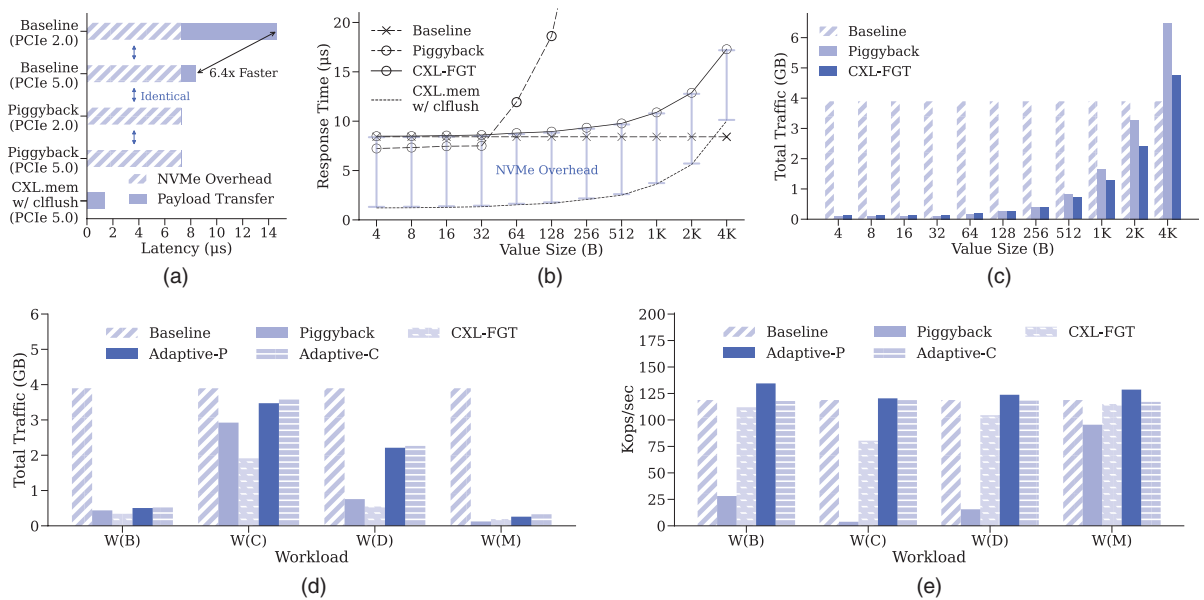 Baseline
(PCIe 2.0)
Baseline
(PCIe 5.0)
Piggyback
(PCIe 2.0)
Piggyback
(PCIe 5.0)
CXL.mem
w/ clflush
(PCIe 5.0)
6.4x Faster
Identical
NVMe Overhead
Payload Transfer
0 2 4 6 8 10 12 14
Latency (μs)
(a)
Response Time (μs)
20
15
10
5
0
Baseline
Piggyback
CXL-FGT
CXL.mem
w/ clflush
NVMe Overhead
4 8 16 32 64 128 256 512 1K 2K 4K
Value Size (B)
(b)
Total Traffic (GB)
6
5
4
3
2
1
0
Baseline
Piggyback
CXL-FGT
4 8 16 32 64 128 256 512 1K 2K 4K
Value Size (B)
(c)
Total Traffic (GB)
6
5
4
3
2
1
0
Baseline Piggyback CXL-FGT
Adaptive-P Adaptive-C
W(B) W(C) W(D) W(M)
Workload
(d)
Kops/sec
200
175
150
125
100
75
50
25
0
Baseline Piggyback CXL-FGT
Adaptive-P Adaptive-C
W(B) W(C) W(D) W(M)
Workload
(e)